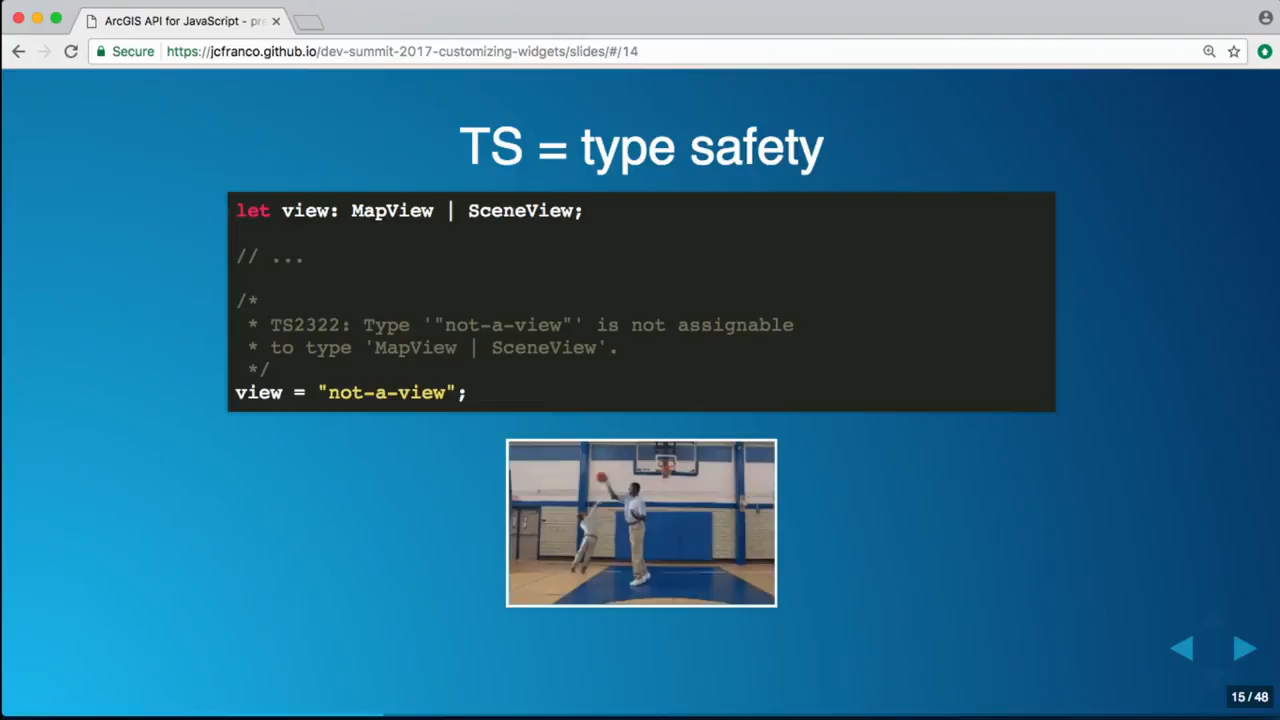 ArcGIS API for JavaScript - pre
Secure https://jcfranco.github.io/dev-summit-2017-customizing-widgets/slides/#/14
TS = type safety
let view: MapView | SceneView;
// ...
/*
* TS2322: Type '"not-a-view"' is not assignable
* to type 'MapView | SceneView'.
*/
view = "not-a-view";
15 / 48